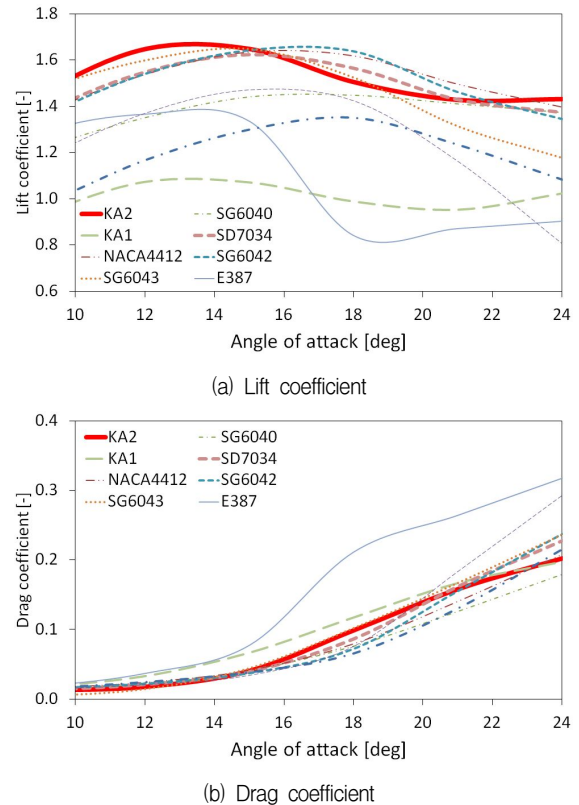 1.8
1.6
1.4
1.2
1.0
0.8
0.6
Lift coefficient [-]
KA2
KA1
NACA4412
SG6043
SG6040
SD7034
SG6042
E387
10 12 14 16 18 20 22 24
Angle of attack [deg]
(a) Lift coefficient
0.4
0.3
0.2
0.1
0.0
Drag coefficient [-]
KA2
KA1
NACA4412
SG6043
SG6040
SD7034
SG6042
E387
10 12 14 16 18 20 22 24
Angle of attack [deg]
(b) Drag coefficient